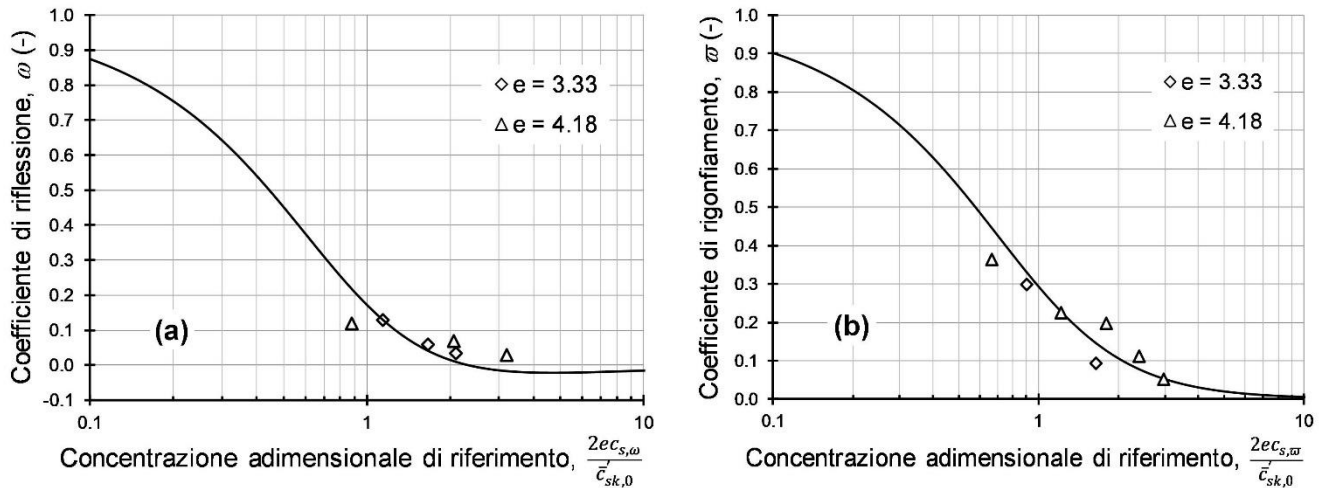 Coefficiente di riflessione, ω (-)
1.0
0.9
0.8
0.7
0.6
0.5
0.4
0.3
0.2
0.1
0.0
-0.1
e = 3.33
e = 4.18
(a)
0.1
1
10
Concentrazione adimensionale di riferimento, 2ec_{s,ω} / c̄'_{sk,0}
Coefficiente di rigonfiamento, ϖ (-)
1.0
0.9
0.8
0.7
0.6
0.5
0.4
0.3
0.2
0.1
0.0
e = 3.33
e = 4.18
(b)
0.1
1
10
Concentrazione adimensionale di riferimento, 2ec_{s,ϖ} / c̄'_{sk,0}